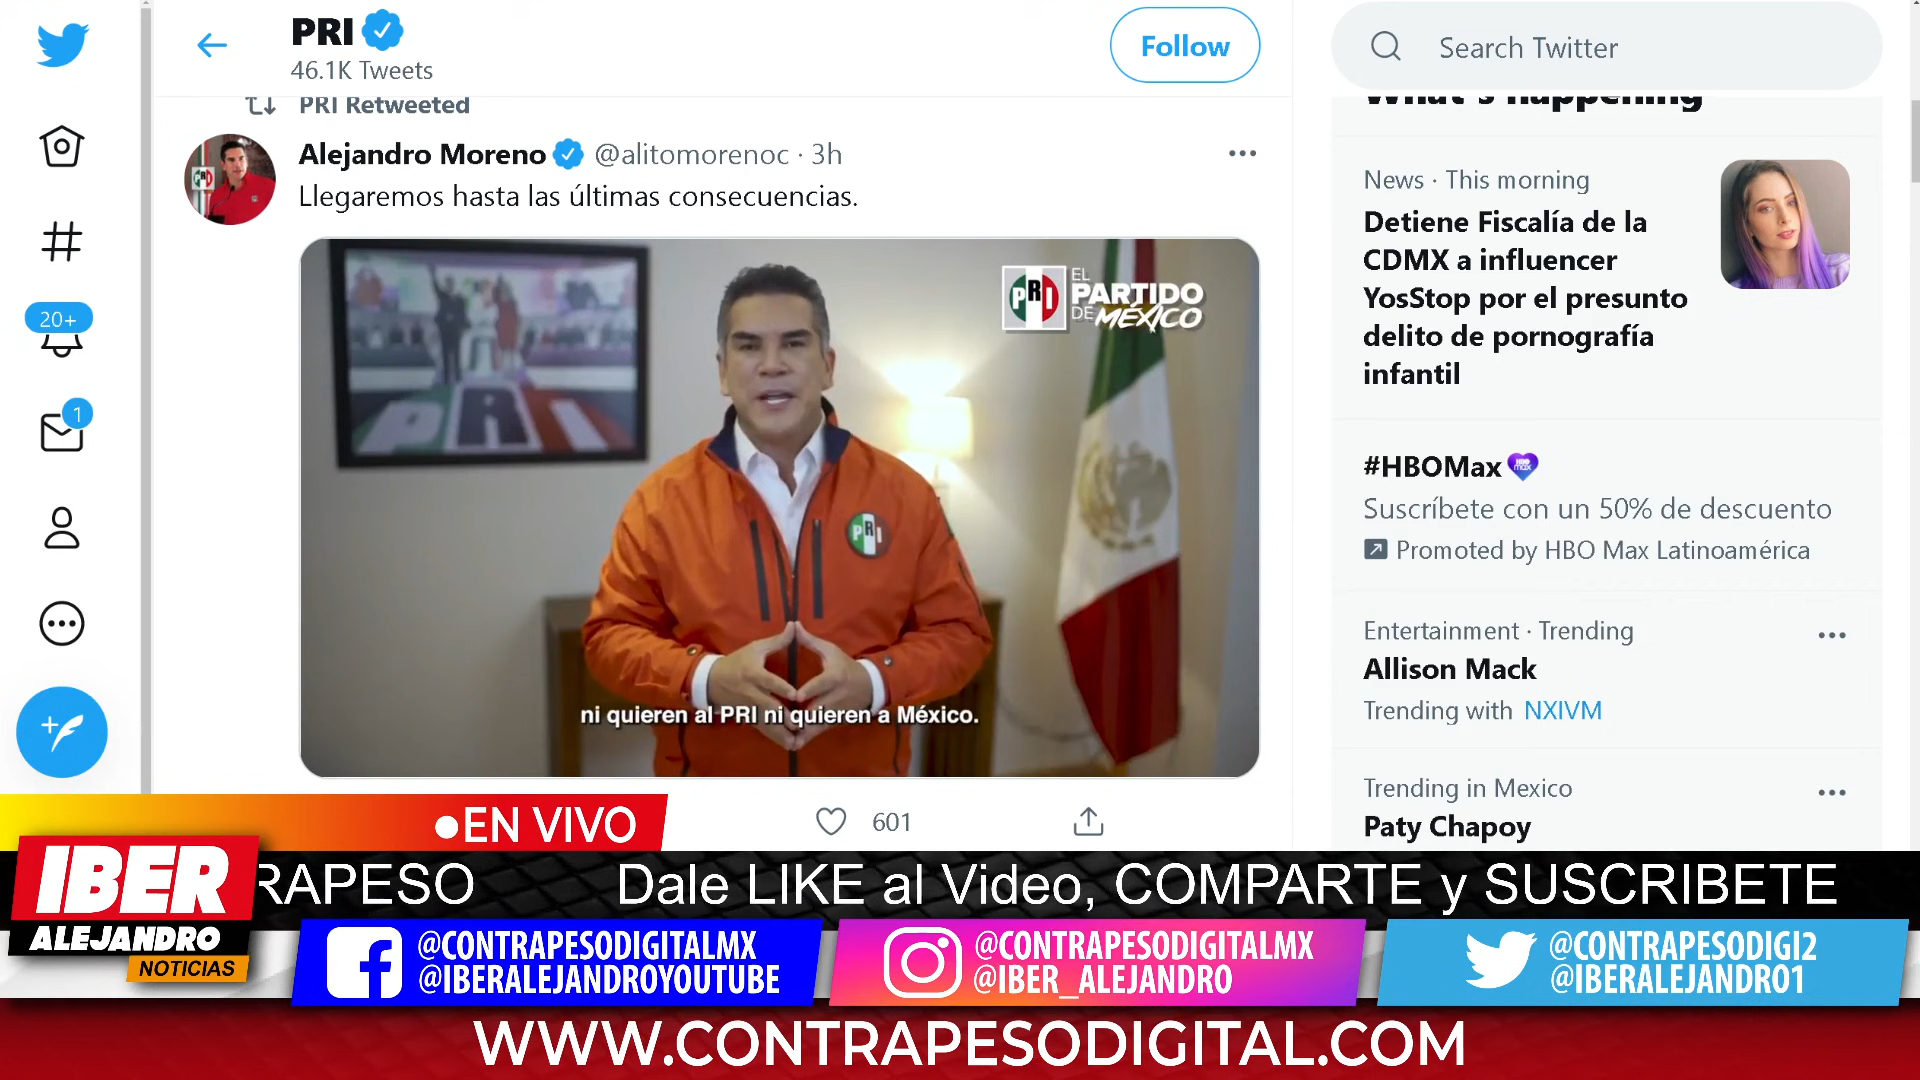 PRI
46.1K Tweets
Follow
Search Twitter
PRI Retweeted
Alejandro Moreno @alitomorenoc · 3h
Llegaremos hasta las últimas consecuencias.
PRI
PRI
EL
PARTIDO
DE MÉXICO
PRI
ni quieren al PRI ni quieren a México.
601
20+
1
What's happening
News · This morning
Detiene Fiscalía de la
CDMX a influencer
YosStop por el presunto
delito de pornografía
infantil
#HBOMax
Suscríbete con un 50% de descuento
Promoted by HBO Max Latinoamérica
Entertainment · Trending
Allison Mack
Trending with NXIVM
Trending in Mexico
Paty Chapoy
EN VIVO
IBER
ALEJANDRO
NOTICIAS
RAPESO Dale LIKE al Video, COMPARTE y SUSCRIBETE
@CONTRAPESODIGITALMX
@IBERALEJANDROYOUTUBE
@CONTRAPESODIGITALMX
@IBER_ALEJANDRO
@CONTRAPESODIGI2
@IBERALEJANDRO1
WWW.CONTRAPESODIGITAL.COM